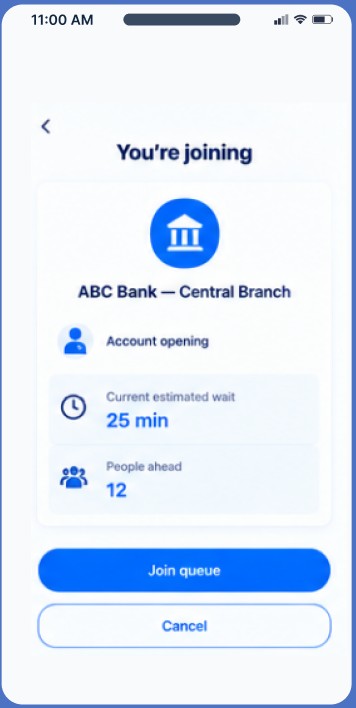 11:00 AM
You're joining
ABC Bank — Central Branch
Account opening
Current estimated wait
25 min
People ahead
12
Join queue
Cancel